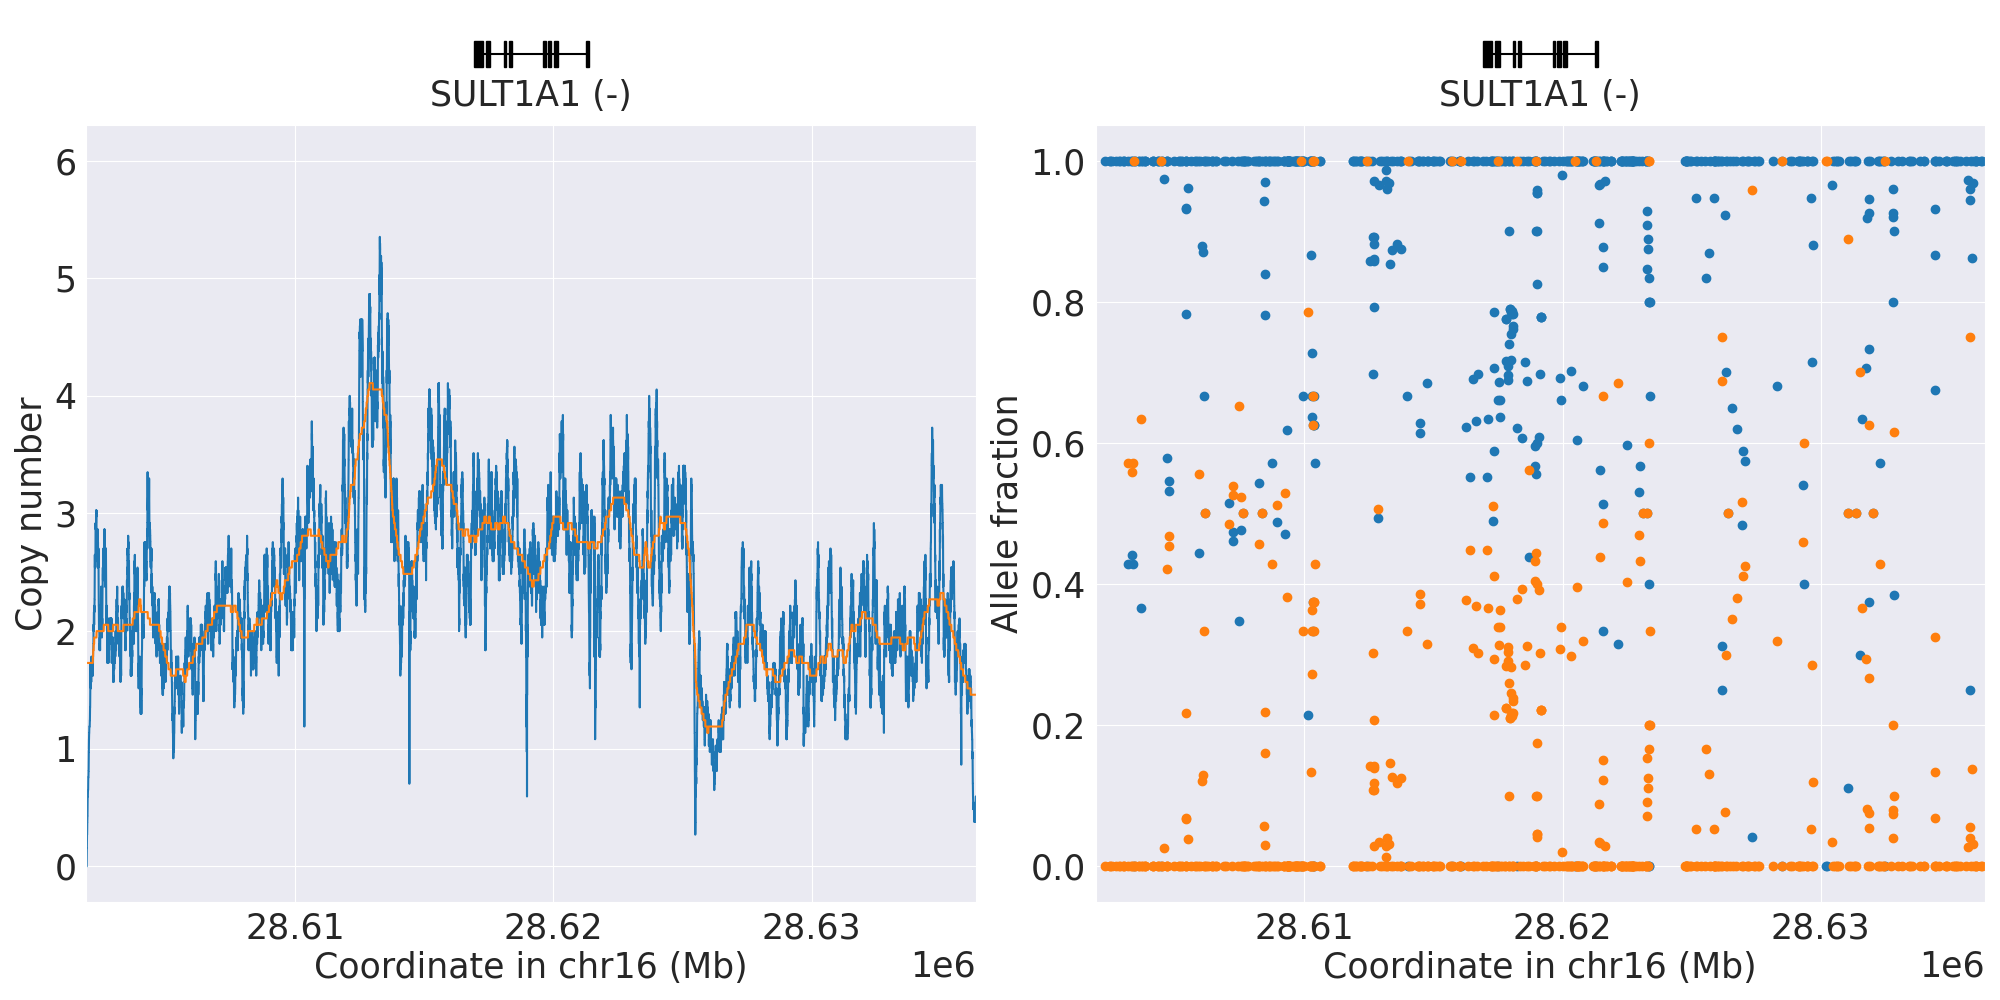 SULT1A1 (-)
6
5
4
3
2
1
0
Copy number
28.61
28.62
28.63
Coordinate in chr16 (Mb)
1e6
SULT1A1 (-)
1.0
0.8
0.6
0.4
0.2
0.0
Allele fraction
28.61
28.62
28.63
Coordinate in chr16 (Mb)
1e6